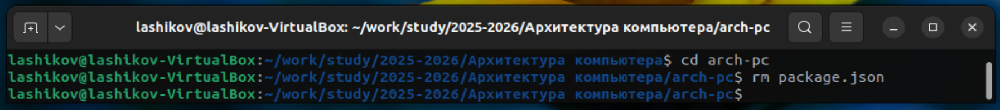 lashikov@lashikov-VirtualBox: ~/work/study/2025-2026/Архитектура компьютера/arch-pc
lashikov@lashikov-VirtualBox:~/work/study/2025-2026/Архитектура компьютера$ cd arch-pc
lashikov@lashikov-VirtualBox:~/work/study/2025-2026/Архитектура компьютера/arch-pc$ rm package.json
lashikov@lashikov-VirtualBox:~/work/study/2025-2026/Архитектура компьютера/arch-pc$